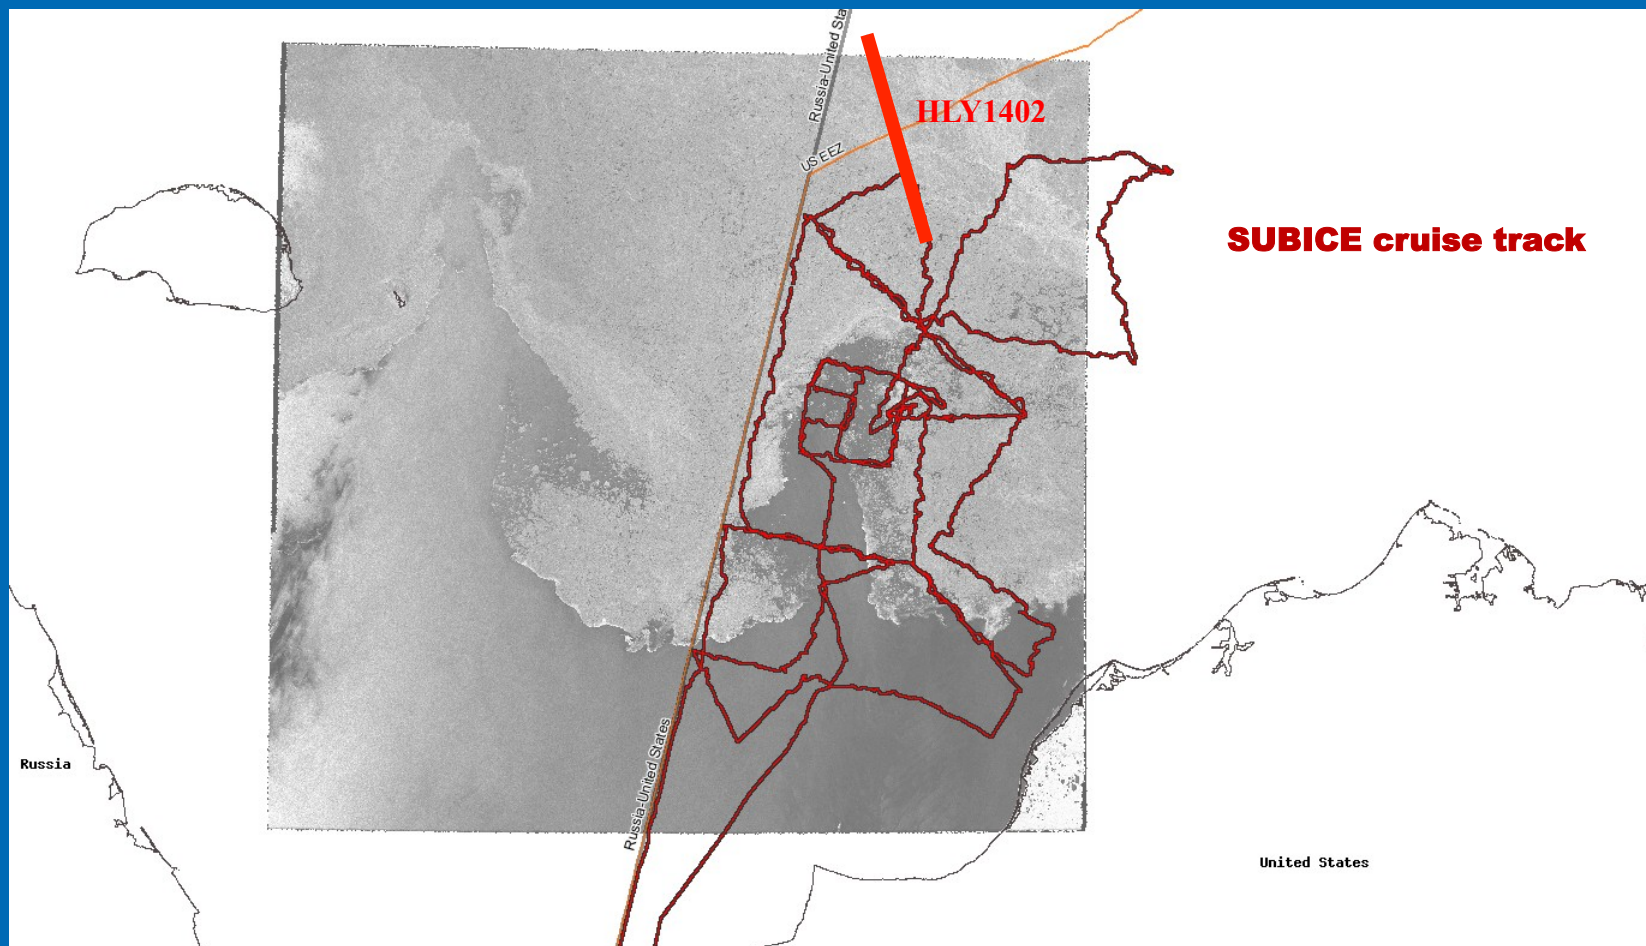 Russia-United Sta
HLY1402
US EEZ
SUBICE cruise track
Russia-United States
Russia
United States